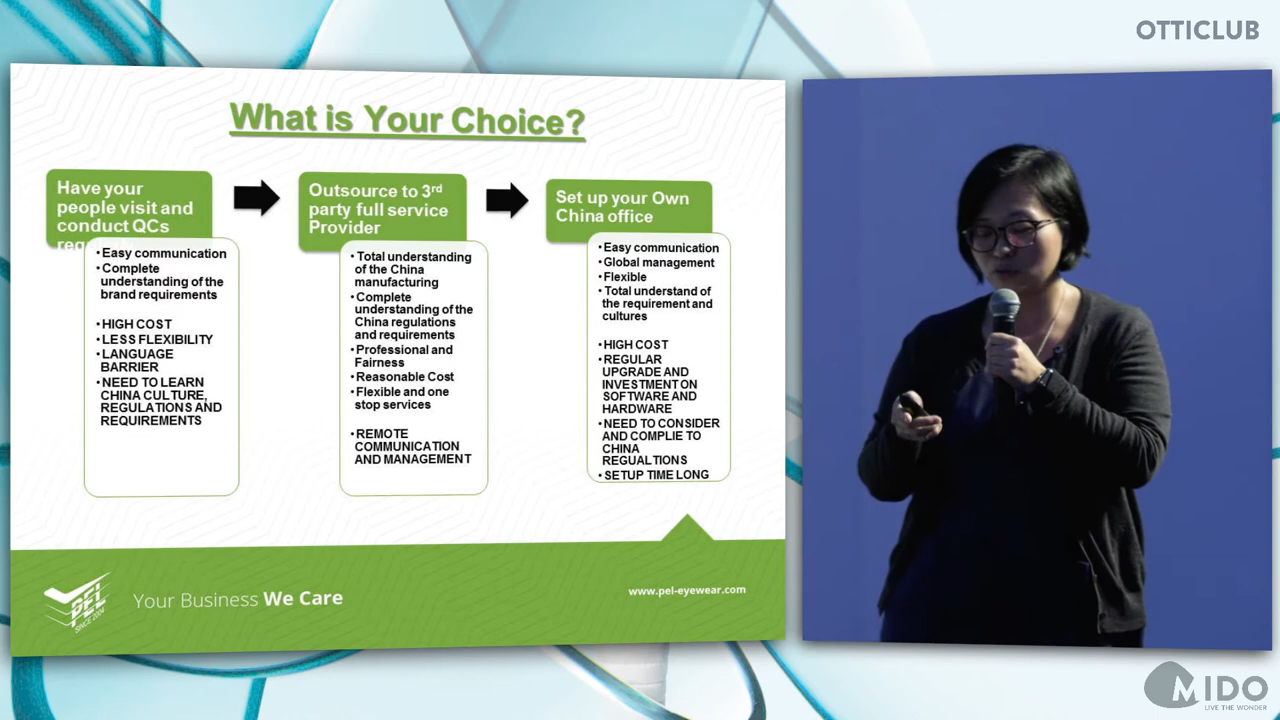 OTTICLUB
What is Your Choice?
Have your
people visit and
conduct QCs
Outsource to 3rd
party full service
Provider
Set up your Own
China office
• Easy communication
• Complete
understanding of the
brand requirements
• HIGH COST
• LESS FLEXIBILITY
• LANGUAGE
BARRIER
• NEED TO LEARN
CHINA CULTURE,
REGULATIONS AND
REQUIREMENTS
• Total understanding
of the China
manufacturing
• Complete
understanding of the
China regulations
and requirements
• Professional and
Fairness
• Reasonable Cost
• Flexible and one
stop services
• REMOTE
COMMUNICATION
AND MANAGEMENT
• Easy communication
• Global management
• Flexible
• Total understand of
the requirement and
cultures
• HIGH COST
• REGULAR
UPGRADE AND
INVESTMENT ON
SOFTWARE AND
HARDWARE
• NEED TO CONSIDER
AND COMPLIE TO
CHINA
REGUALTIONS
• SETUP TIME LONG
PEL
SINCE 2004
Your Business We Care
www.pel-eyewear.com
MIDO
LIVE THE WONDER